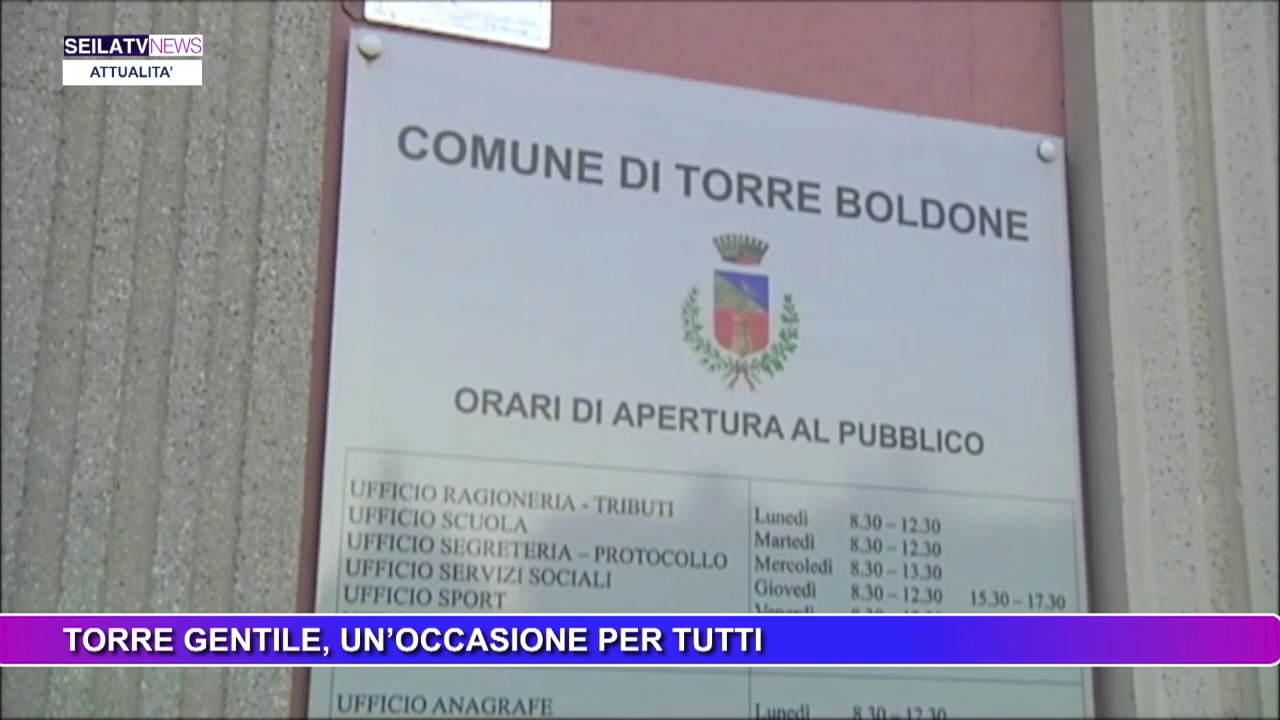 SEILATVNEWS
ATTUALITA'
COMUNE DI TORRE BOLDONE
ORARI DI APERTURA AL PUBBLICO
UFFICIO RAGIONERIA - TRIBUTI
UFFICIO SCUOLA
UFFICIO SEGRETERIA – PROTOCOLLO
UFFICIO SERVIZI SOCIALI
UFFICIO SPORT
Lunedì 8.30 – 12.30
Martedì 8.30 – 12.30
Mercoledì 8.30 – 13.30
Giovedì 8.30 – 12.30 15.30 – 17.30
TORRE GENTILE, UN'OCCASIONE PER TUTTI
UFFICIO ANAGRAFE
Lunedì 8.30 – 12.30